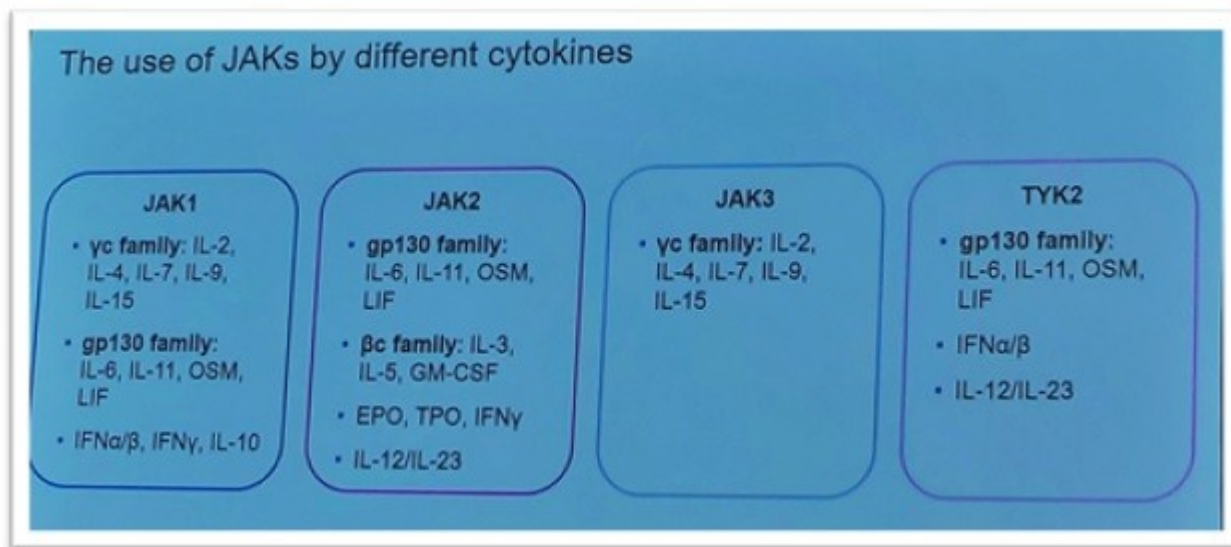 The use of JAKs by different cytokines
JAK1
• γc family: IL-2,
IL-4, IL-7, IL-9,
IL-15
• gp130 family:
IL-6, IL-11, OSM,
LIF
• IFNα/β, IFNγ, IL-10
JAK2
• gp130 family:
IL-6, IL-11, OSM,
LIF
• βc family: IL-3,
IL-5, GM-CSF
• EPO, TPO, IFNγ
• IL-12/IL-23
JAK3
• γc family: IL-2,
IL-4, IL-7, IL-9,
IL-15
TYK2
• gp130 family:
IL-6, IL-11, OSM,
LIF
• IFNα/β
• IL-12/IL-23